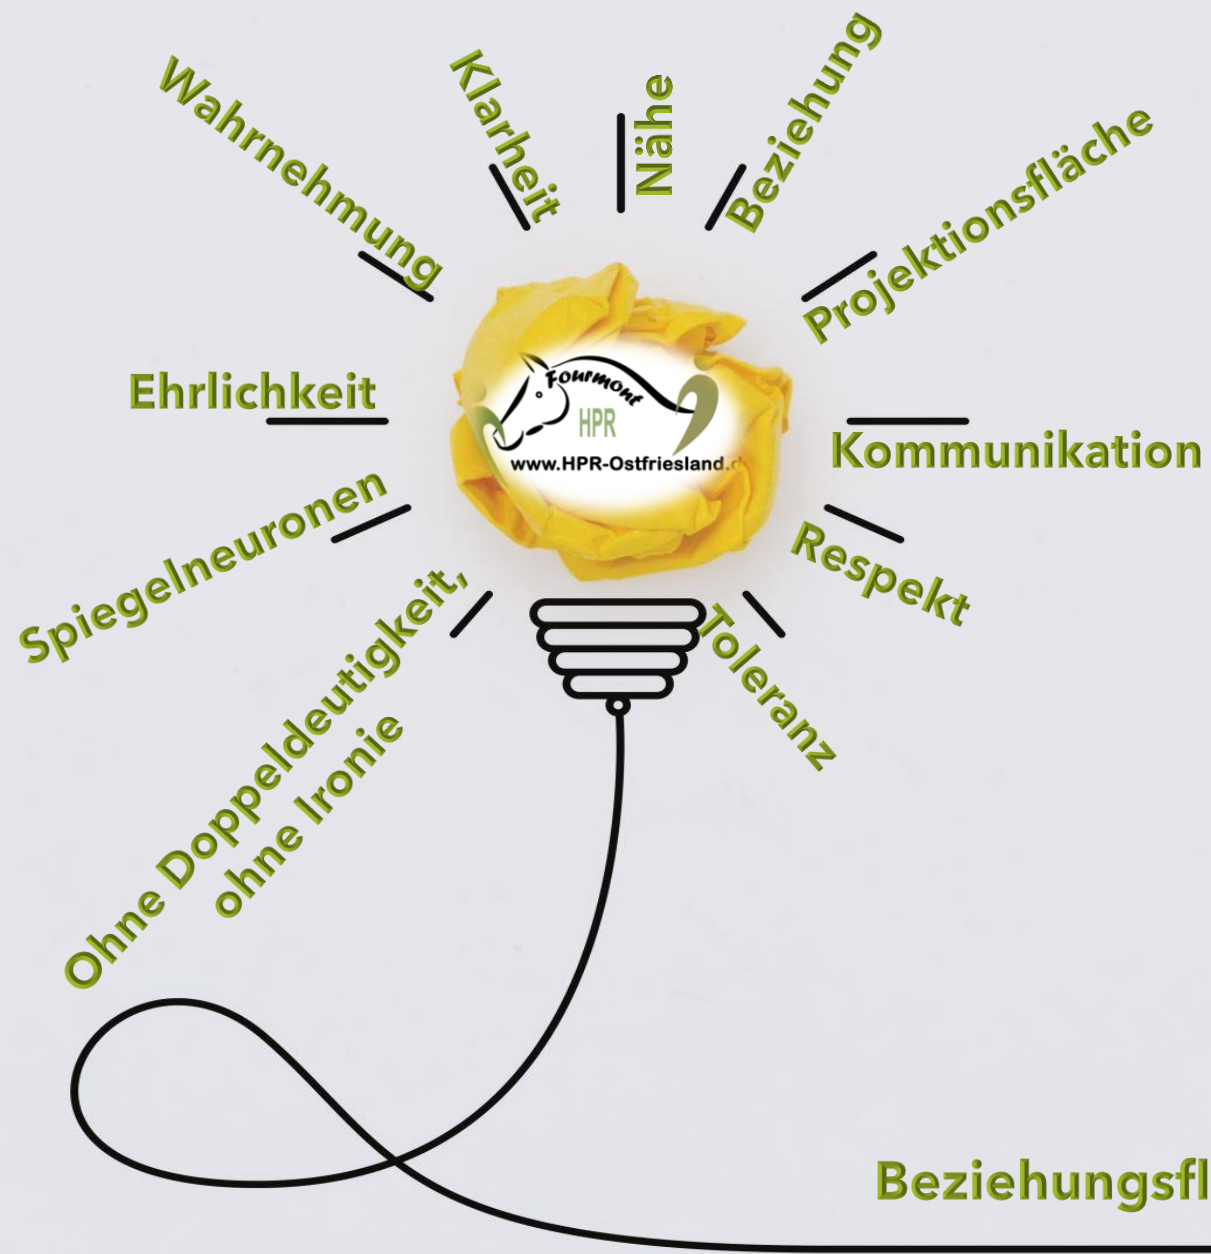 Wahrnehmung
Klarheit
Nähe
Beziehung
Projektionsfläche
Ehrlichkeit
Kommunikation
Spiegelneuronen
Respekt
Ohne Doppeldeutigkeit,
ohne Ironie
Toleranz
Fourmont
HPR
www.HPR-Ostfriesland.d
Beziehungsfl